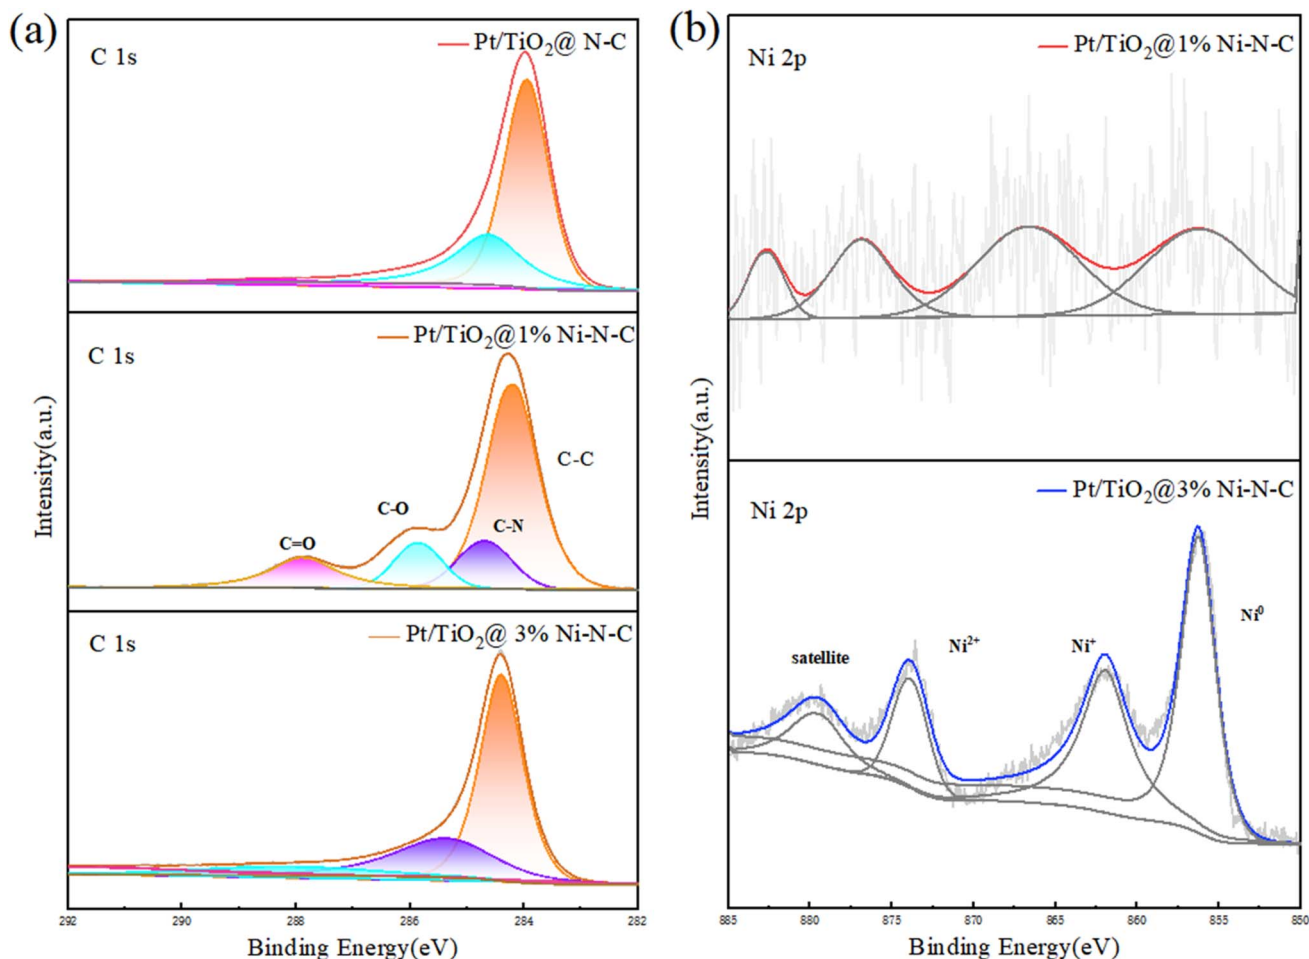 (a)
C 1s
Pt/TiO₂@ N-C
C 1s
Pt/TiO₂@1% Ni-N-C
C-C
C-O
C-N
C=O
C 1s
Pt/TiO₂@ 3% Ni-N-C
Intensity(a.u.)
292 290 288 286 284 282
Binding Energy(eV)
(b)
Ni 2p
Pt/TiO₂@1% Ni-N-C
Ni 2p
Pt/TiO₂@3% Ni-N-C
satellite
Ni²⁺
Ni⁺
Ni⁰
Intensity(a.u.)
885 880 875 870 865 860 855 850
Binding Energy(eV)